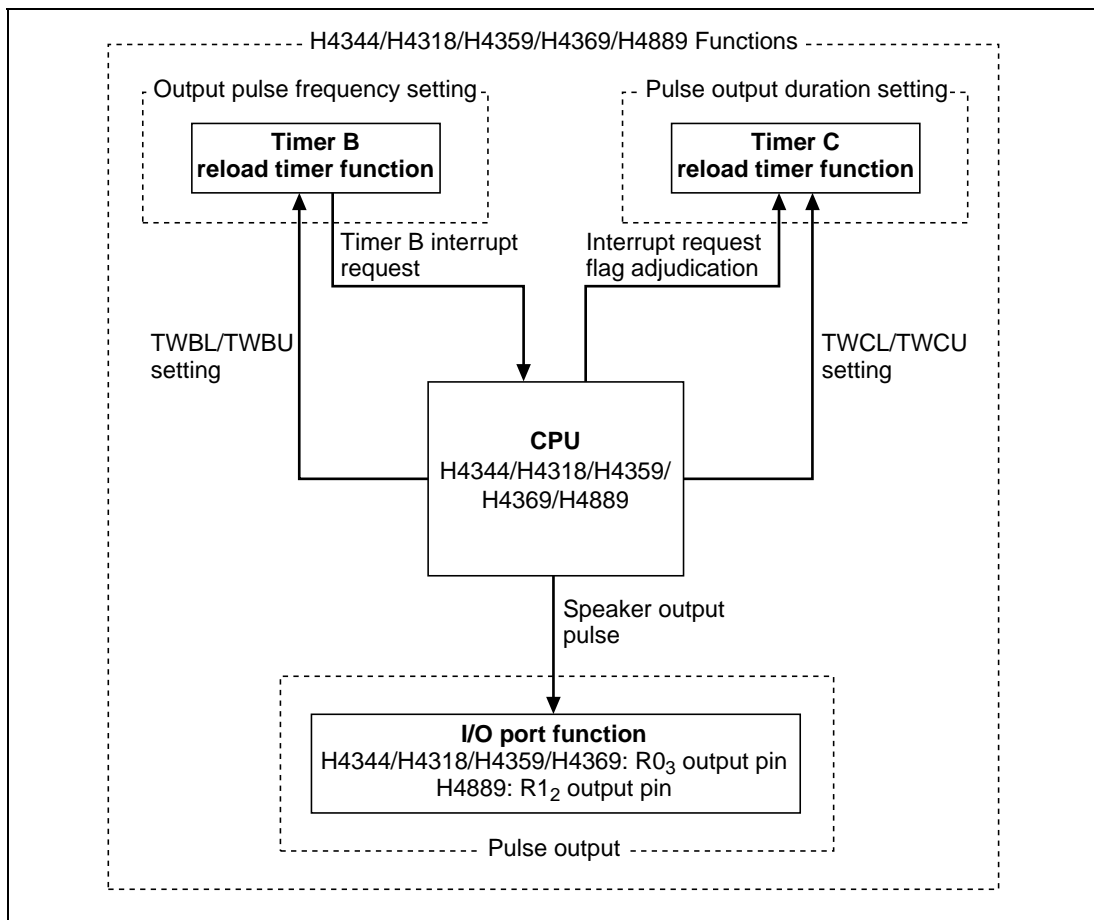 H4344/H4318/H4359/H4369/H4889 Functions
Output pulse frequency setting
Pulse output duration setting
Timer B
reload timer function
Timer C
reload timer function
Timer B interrupt
request
Interrupt request
flag adjudication
TWBL/TWBU
setting
TWCL/TWCU
setting
CPU
H4344/H4318/H4359/
H4369/H4889
Speaker output
pulse
I/O port function
H4344/H4318/H4359/H4369: R0₃ output pin
H4889: R1₂ output pin
Pulse output